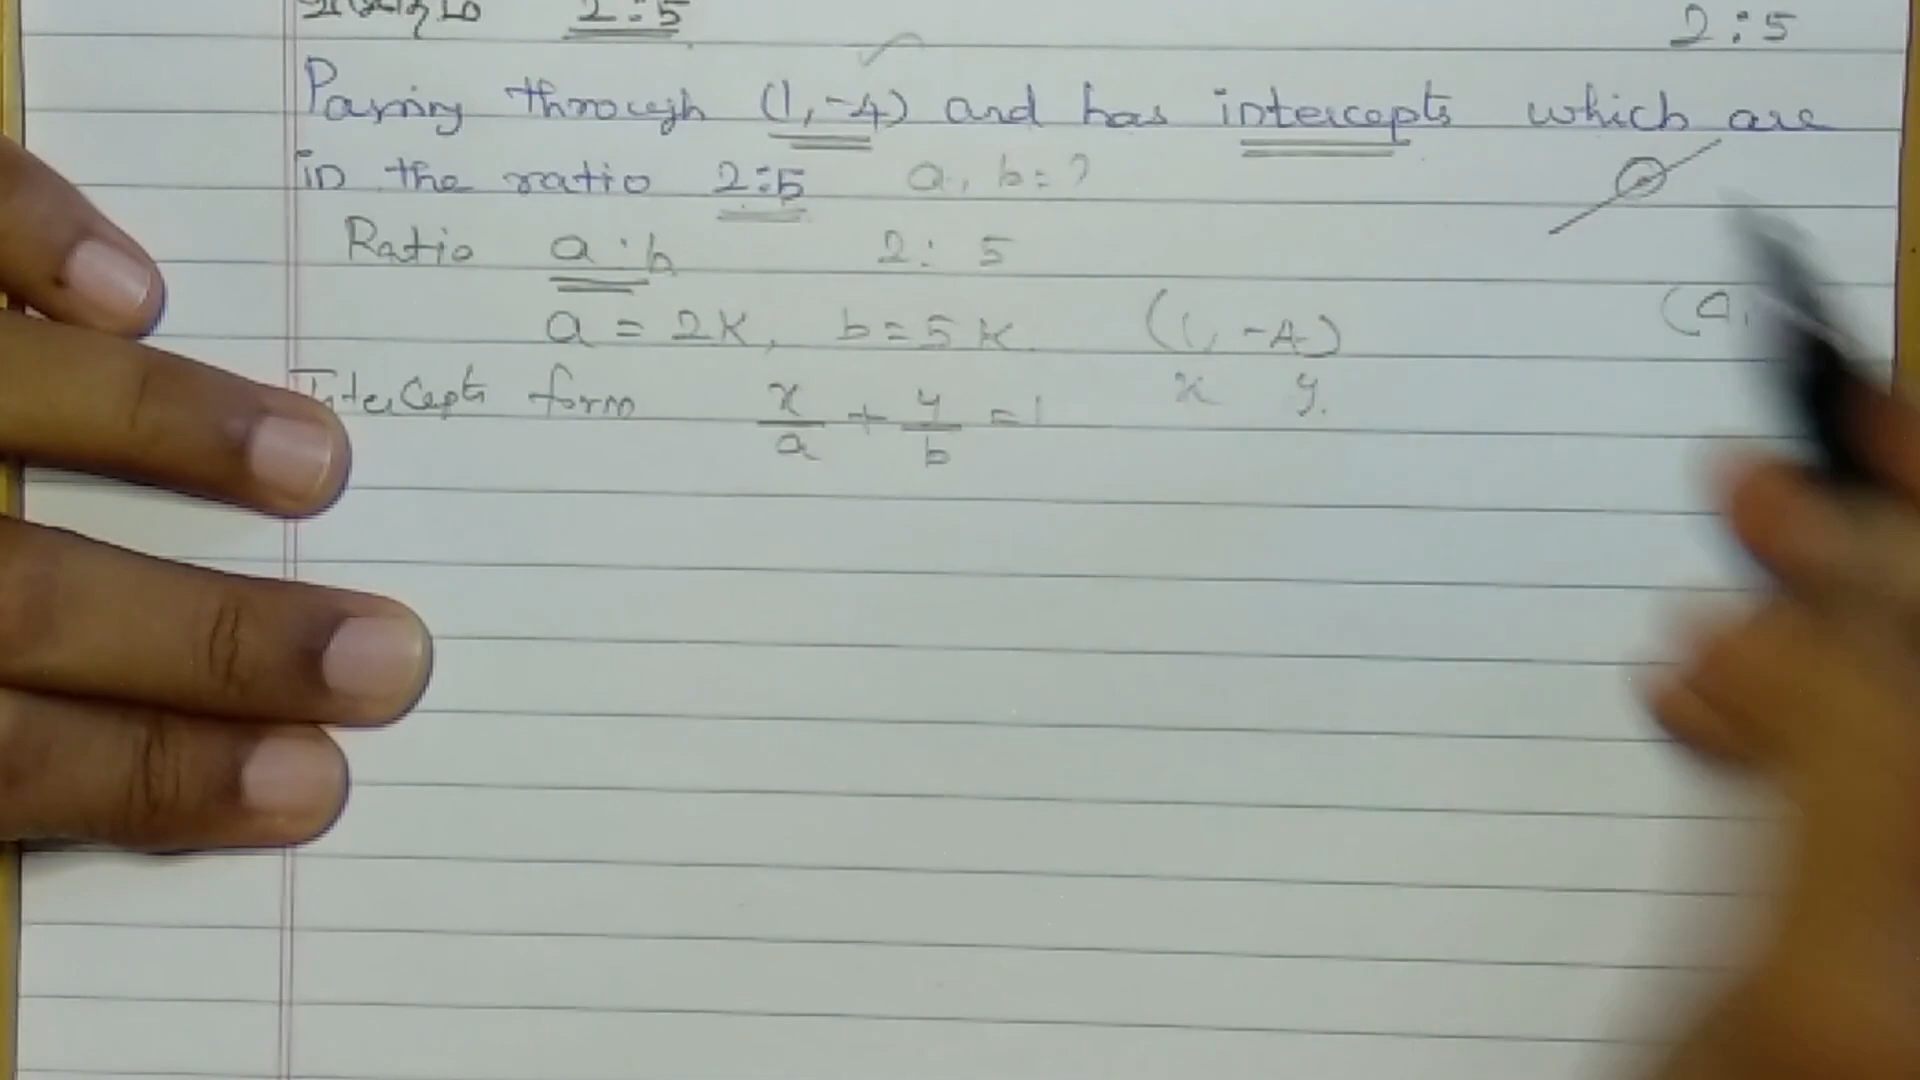 2:5 2:5
Passing through (1,-4) and has intercepts which are
in the ratio 2:5 a, b=?
Ratio a:b 2: 5
a = 2k, b=5k (1, -4) (a,
Intercepts form x/a + y/b =1 x y.